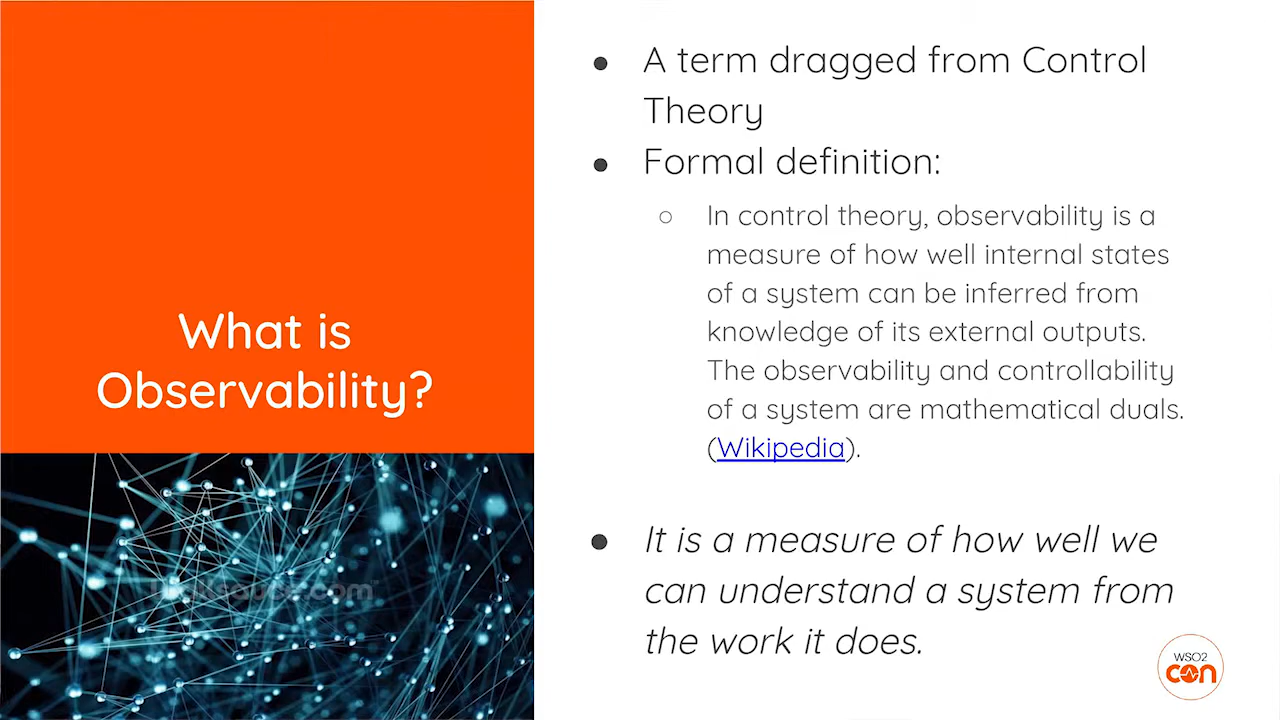 What is
Observability?
● A term dragged from Control
Theory
● Formal definition:
○ In control theory, observability is a
measure of how well internal states
of a system can be inferred from
knowledge of its external outputs.
The observability and controllability
of a system are mathematical duals.
(Wikipedia).
● It is a measure of how well we
can understand a system from
the work it does.
WSO2
con